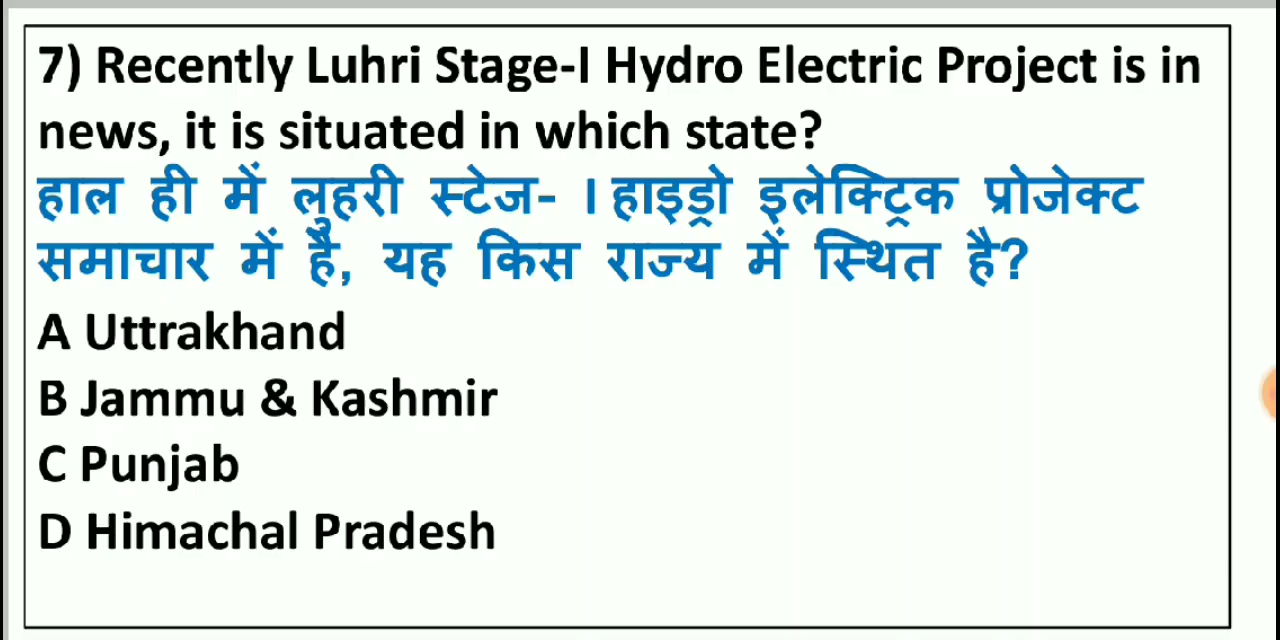 7) Recently Luhri Stage-I Hydro Electric Project is in
news, it is situated in which state?
हाल ही में लुहरी स्टेज- I हाइड्रो इलेक्ट्रिक प्रोजेक्ट
समाचार में है, यह किस राज्य में स्थित है?
A Uttrakhand
B Jammu & Kashmir
C Punjab
D Himachal Pradesh